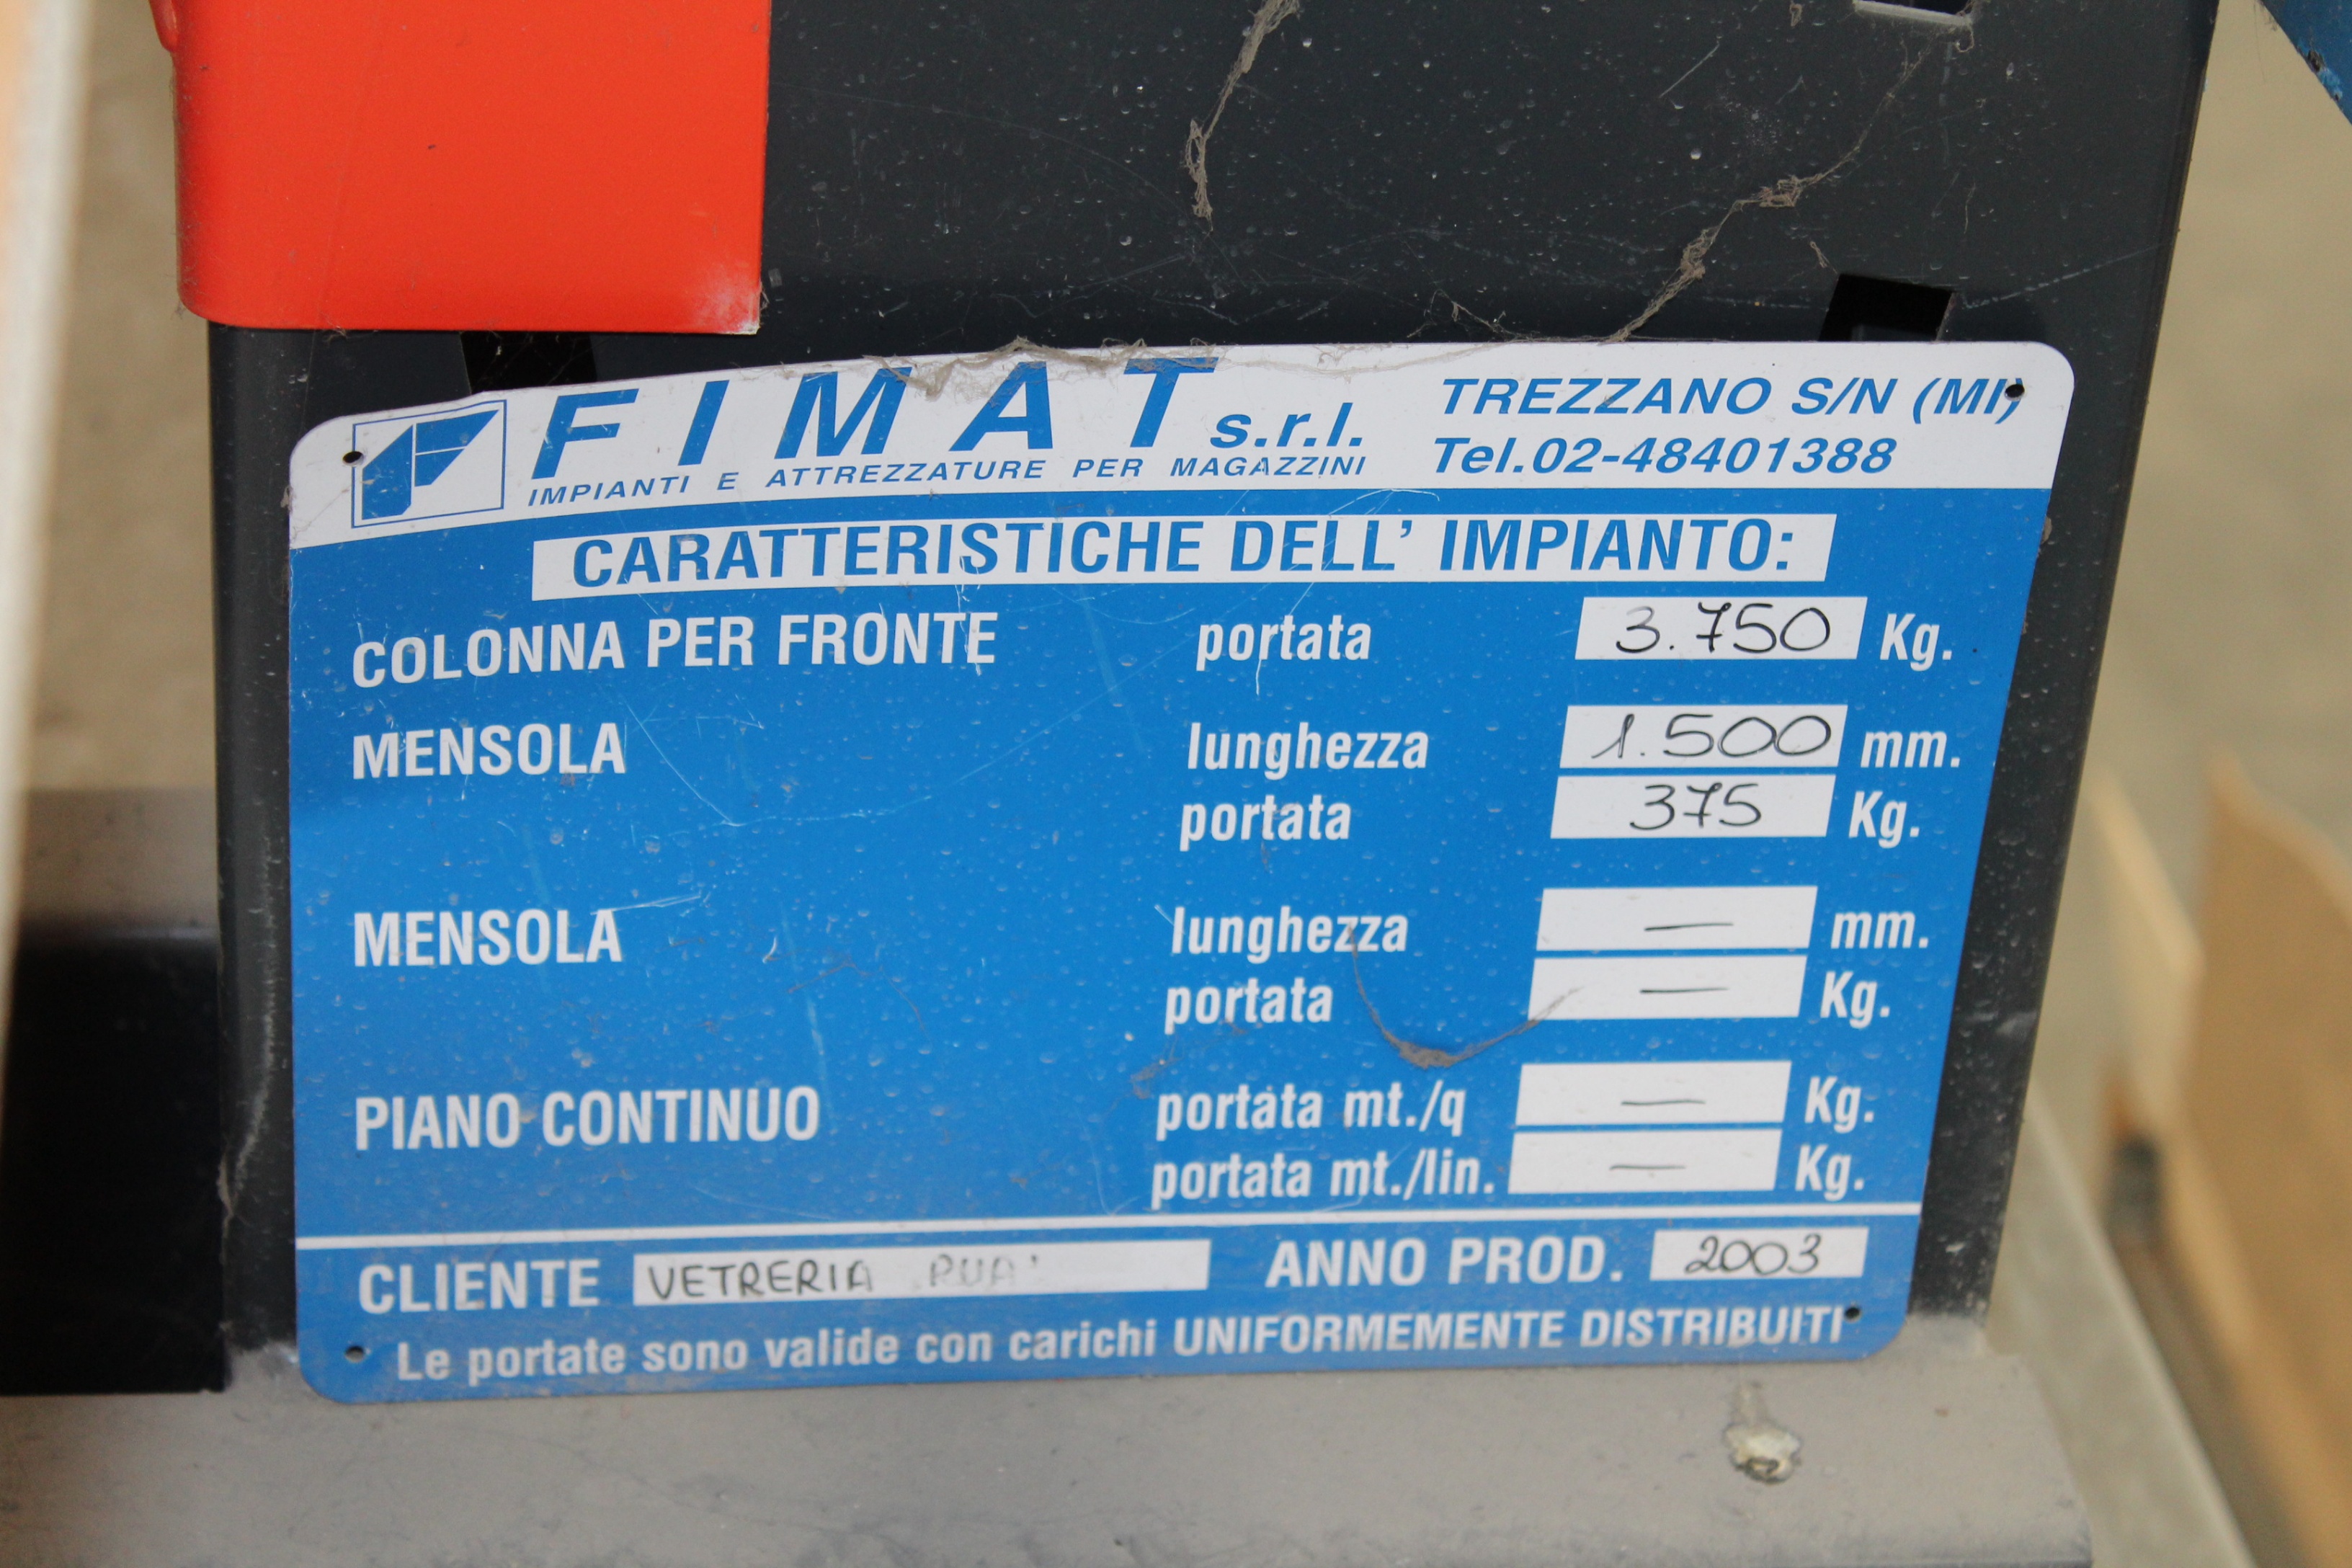 FIMAT s.r.l.
IMPIANTI E ATTREZZATURE PER MAGAZZINI
TREZZANO S/N (MI)
Tel.02-48401388
CARATTERISTICHE DELL' IMPIANTO:
COLONNA PER FRONTE portata 3.750 Kg.
MENSOLA lunghezza 1.500 mm.
portata 375 Kg.
MENSOLA lunghezza — mm.
portata — Kg.
PIANO CONTINUO portata mt./q — Kg.
portata mt./lin. — Kg.
CLIENTE VETRERIA PUA' ANNO PROD. 2003
Le portate sono valide con carichi UNIFORMEMENTE DISTRIBUITI